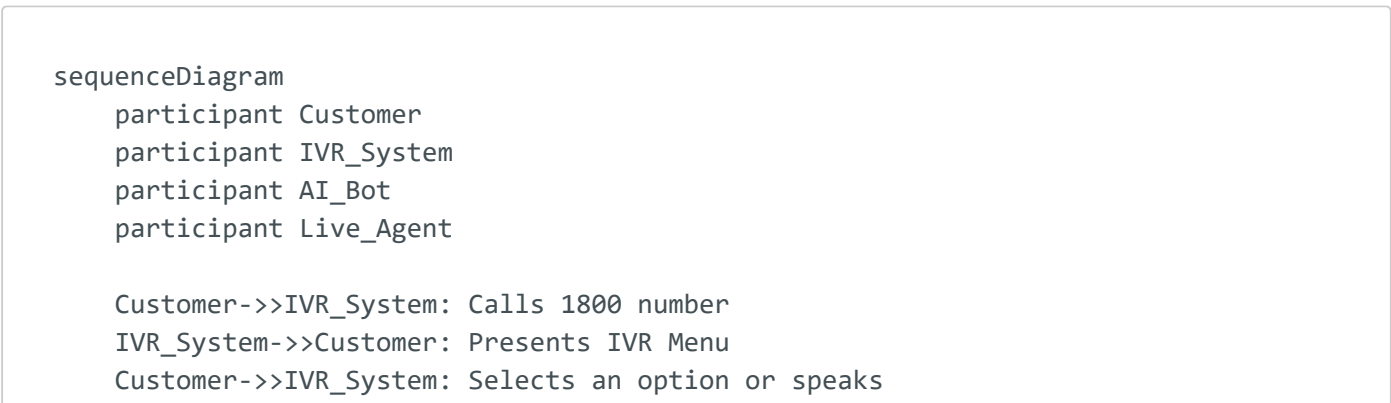 sequenceDiagram
    participant Customer
    participant IVR_System
    participant AI_Bot
    participant Live_Agent

    Customer->>IVR_System: Calls 1800 number
    IVR_System->>Customer: Presents IVR Menu
    Customer->>IVR_System: Selects an option or speaks